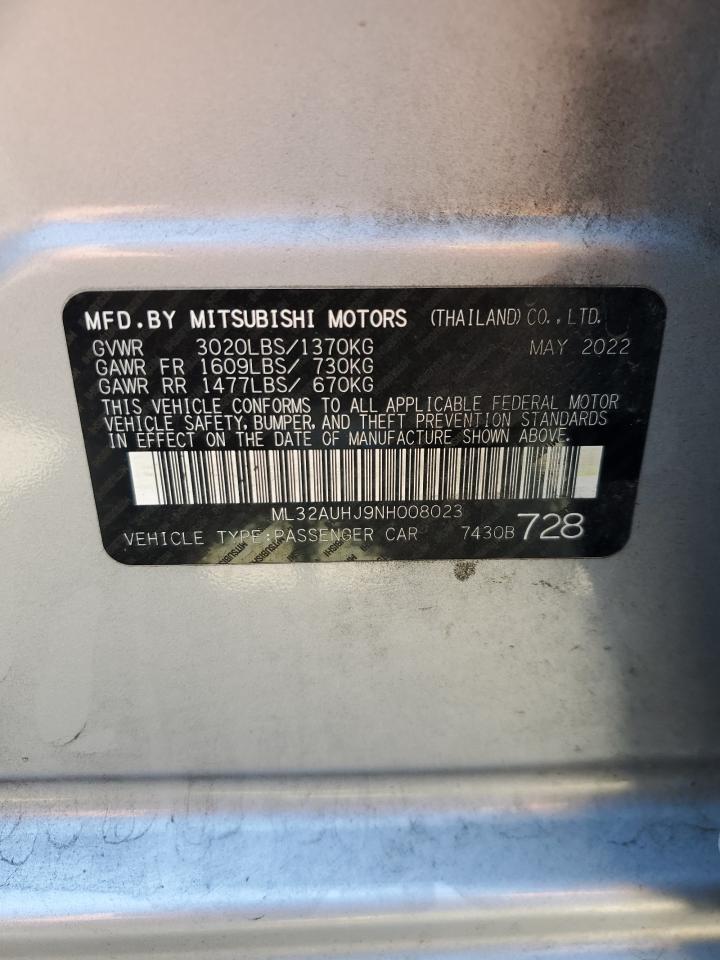 MFD.BY MITSUBISHI MOTORS (THAILAND)CO.,LTD.
GVWR 3020LBS/1370KG MAY 2022
GAWR FR 1609LBS/ 730KG
GAWR RR 1477LBS/ 670KG
THIS VEHICLE CONFORMS TO ALL APPLICABLE FEDERAL MOTOR
VEHICLE SAFETY, BUMPER, AND THEFT PREVENTION STANDARDS
IN EFFECT ON THE DATE OF MANUFACTURE SHOWN ABOVE.
ML32AUHJ9NH008023
VEHICLE TYPE:PASSENGER CAR 7430B 728